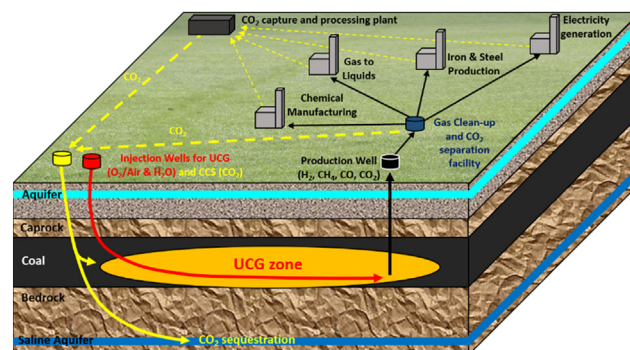 CO₂ capture and processing plant
Electricity
generation
Gas to
Liquids
Iron & Steel
Production
CO₂
Chemical
Manufacturing
CO₂
Gas Clean-up
and CO₂
separation
facility
Injection Wells for UCG
(O₂/Air & H₂O) and CCS (CO₂)
Production Well
(H₂, CH₄, CO, CO₂)
Aquifer
Caprock
Coal
UCG zone
Bedrock
Saline Aquifer
CO₂ sequestration